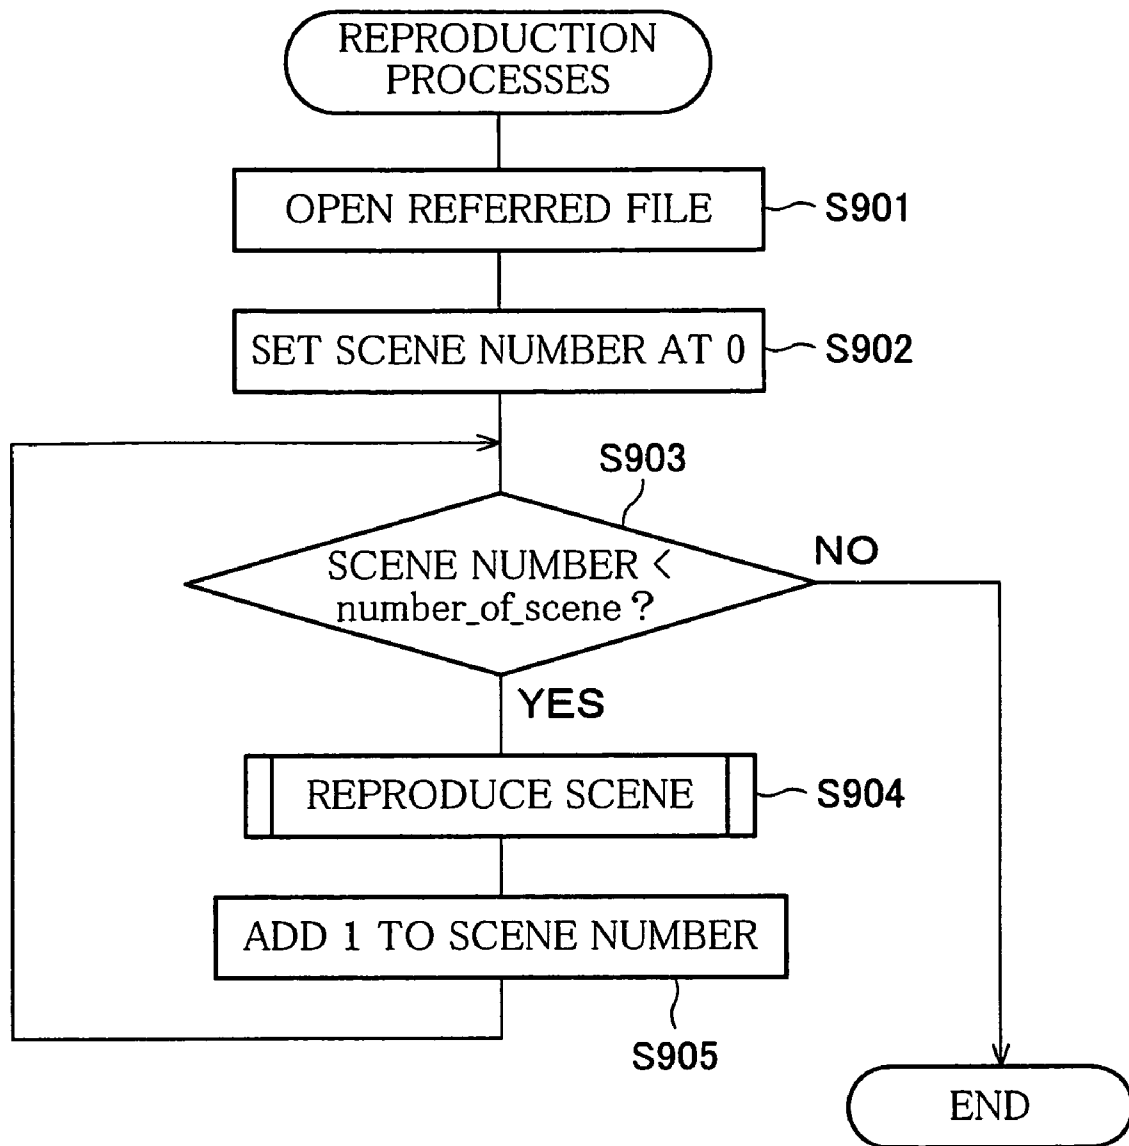 REPRODUCTION
PROCESSES
OPEN REFERRED FILE
S901
SET SCENE NUMBER AT 0
S902
S903
SCENE NUMBER <
number_of_scene ?
NO
YES
REPRODUCE SCENE
S904
ADD 1 TO SCENE NUMBER
S905
END